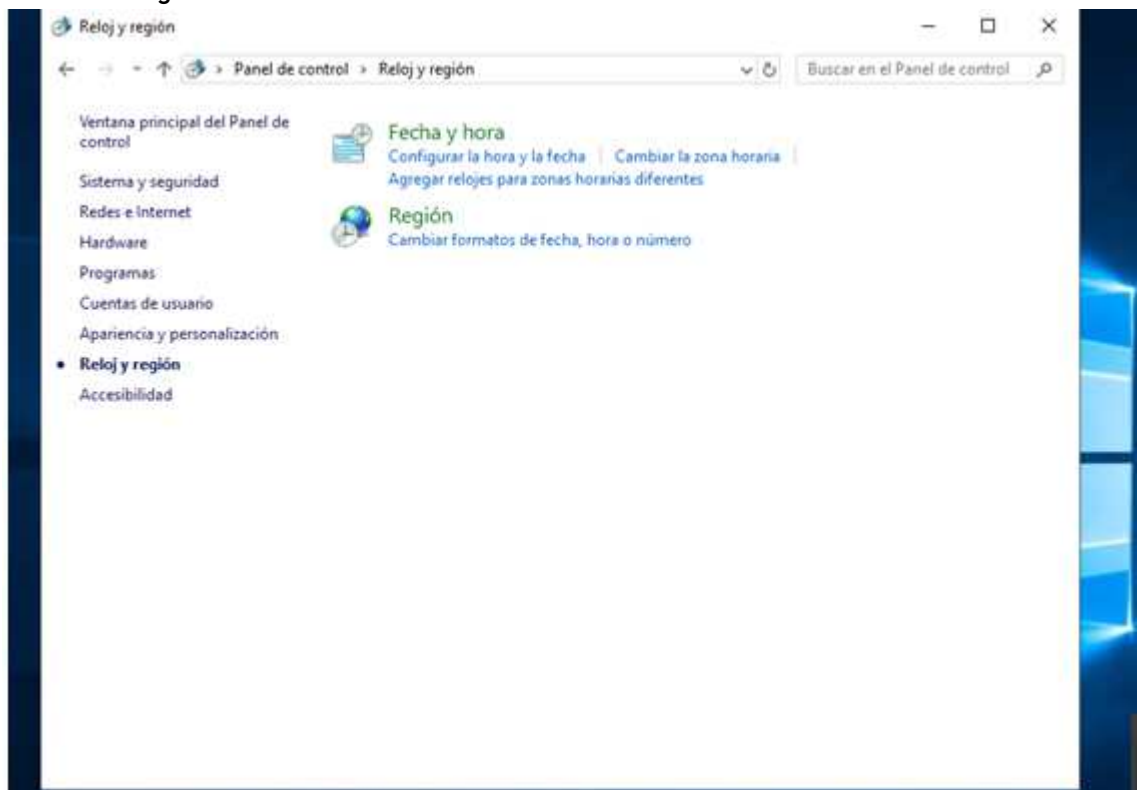 Reloj y región
Panel de control > Reloj y región
Buscar en el Panel de control
Ventana principal del Panel de
control
Sistema y seguridad
Redes e Internet
Hardware
Programas
Cuentas de usuario
Apariencia y personalización
Reloj y región
Accesibilidad
Fecha y hora
Configurar la hora y la fecha | Cambiar la zona horaria |
Agregar relojes para zonas horarias diferentes
Región
Cambiar formatos de fecha, hora o número